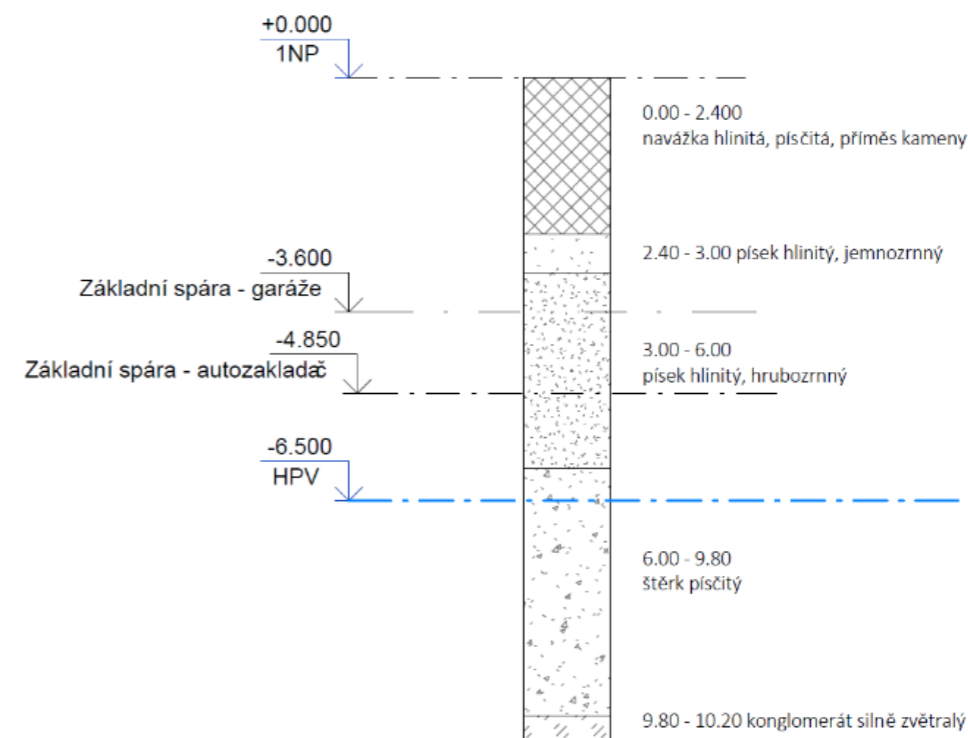 +0.000
1NP
0.00 - 2.400
navážka hlinitá, písčitá, příměs kameny
2.40 - 3.00 písek hlinitý, jemnozrnný
-3.600
Základní spára - garáže
-4.850
Základní spára - autozakladač
3.00 - 6.00
písek hlinitý, hrubozrnný
-6.500
HPV
6.00 - 9.80
štěrk písčitý
9.80 - 10.20 konglomerát silně zvětralý